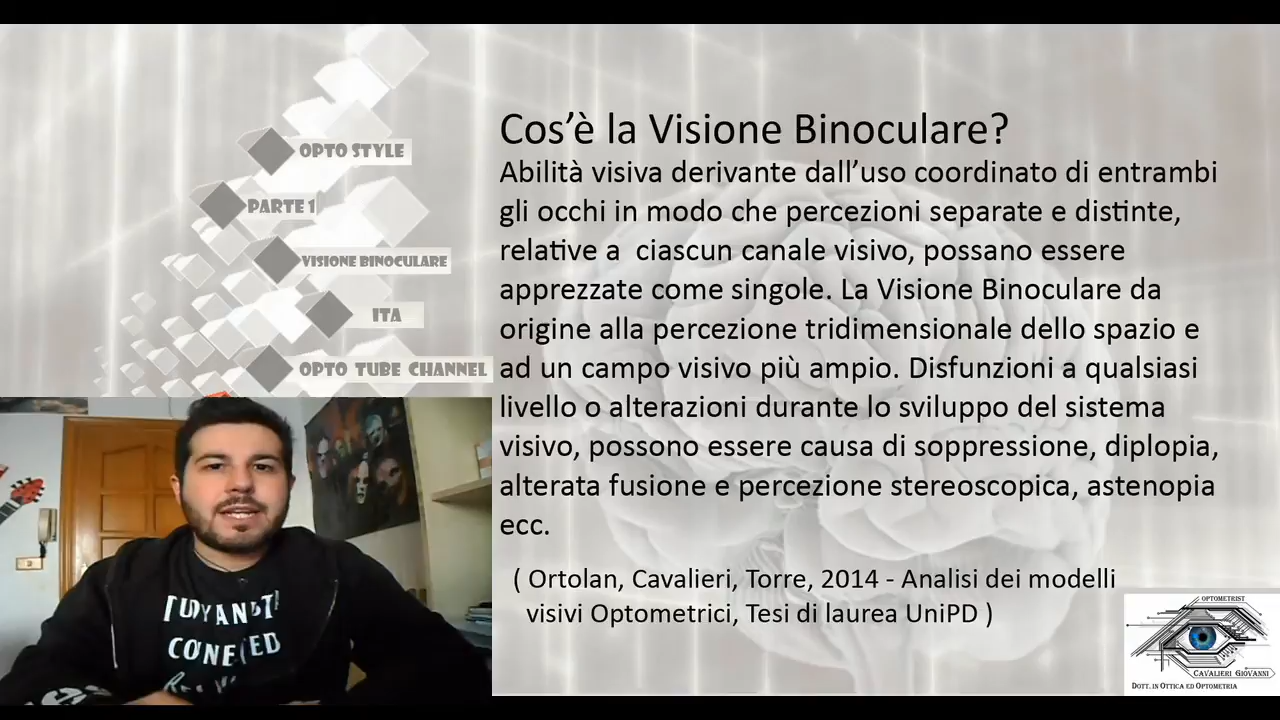 OPTO STYLE
PARTE 1
VISIONE BINOCULARE
ITA
OPTO TUBE CHANNEL
Cos’è la Visione Binoculare?
Abilità visiva derivante dall’uso coordinato di entrambi
gli occhi in modo che percezioni separate e distinte,
relative a  ciascun canale visivo, possano essere
apprezzate come singole. La Visione Binoculare da
origine alla percezione tridimensionale dello spazio e
ad un campo visivo più ampio. Disfunzioni a qualsiasi
livello o alterazioni durante lo sviluppo del sistema
visivo, possono essere causa di soppressione, diplopia,
alterata fusione e percezione stereoscopica, astenopia
ecc.
( Ortolan, Cavalieri, Torre, 2014 - Analisi dei modelli
visivi Optometrici, Tesi di laurea UniPD )
OPTOMETRIST
CAVALIERI GIOVANNI
DOTT. IN OTTICA ED OPTOMETRIA